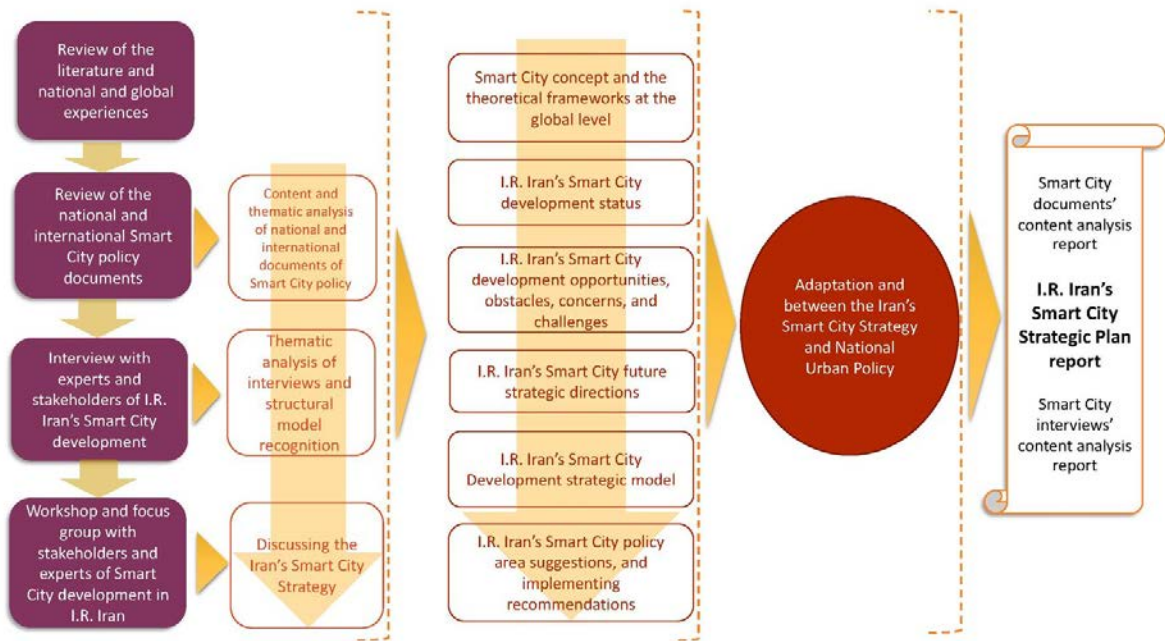 Review of the
literature and
national and global
experiences
Review of the
national and
international Smart
City policy
documents
Interview with
experts and
stakeholders of I.R.
Iran's Smart City
development
Workshop and focus
group with
stakeholders and
experts of Smart
City development in
I.R. Iran
Content and
thematic analysis
of national and
international
documents of
Smart City policy
Thematic
analysis of
interviews and
structural
model
recognition
Discussing the
Iran's Smart City
Strategy
Smart City concept and the
theoretical frameworks at the
global level
I.R. Iran's Smart City
development status
I.R. Iran's Smart City
development opportunities,
obstacles, concerns, and
challenges
I.R. Iran's Smart City future
strategic directions
I.R. Iran's Smart City
Development strategic model
I.R. Iran's Smart City policy
area suggestions, and
implementing
recommendations
Adaptation and
between the Iran's
Smart City Strategy
and National
Urban Policy
Smart City
documents'
content analysis
report
I.R. Iran's
Smart City
Strategic Plan
report
Smart City
interviews'
content analysis
report